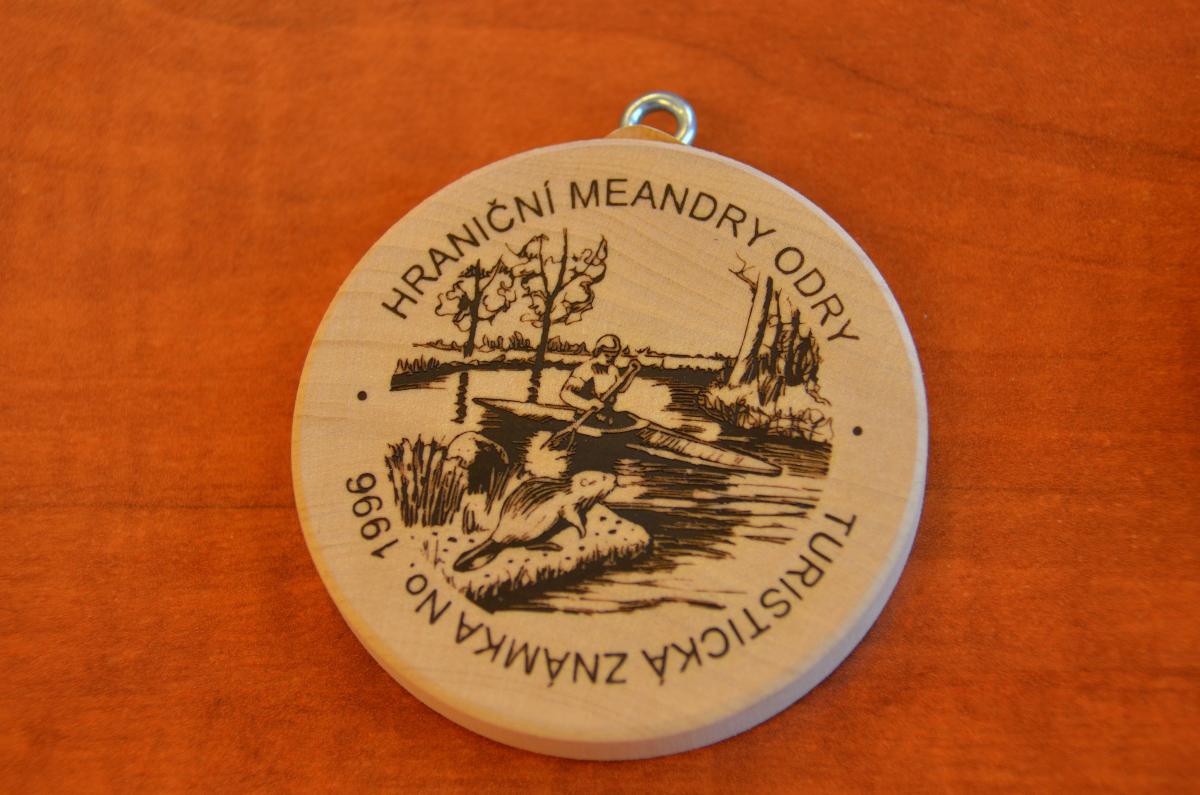 HRANIČNÍ MEANDRY ODRY
TURISTICKÁ ZNÁMKA No 1996